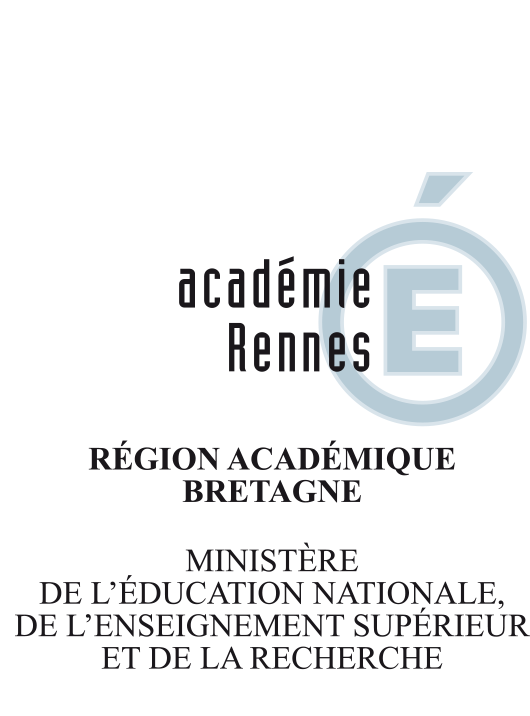 académie
Rennes
É
RÉGION ACADÉMIQUE
BRETAGNE
MINISTÈRE
DE L’ÉDUCATION NATIONALE,
DE L’ENSEIGNEMENT SUPÉRIEUR
ET DE LA RECHERCHE